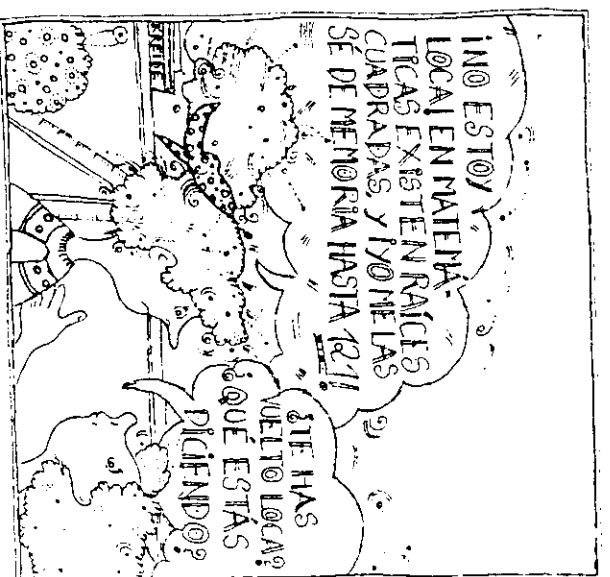 ¡NO ESTOY
LOCA! ¡EN MATEMÁ-
TICAS EXISTEN RAÍCES
CUADRADAS, Y ¡YO ME LAS
SÉ DE MEMORIA HASTA 121!
¿TE HAS
VUELTO LOCA?
¿QUÉ ESTÁS
DICIENDO?